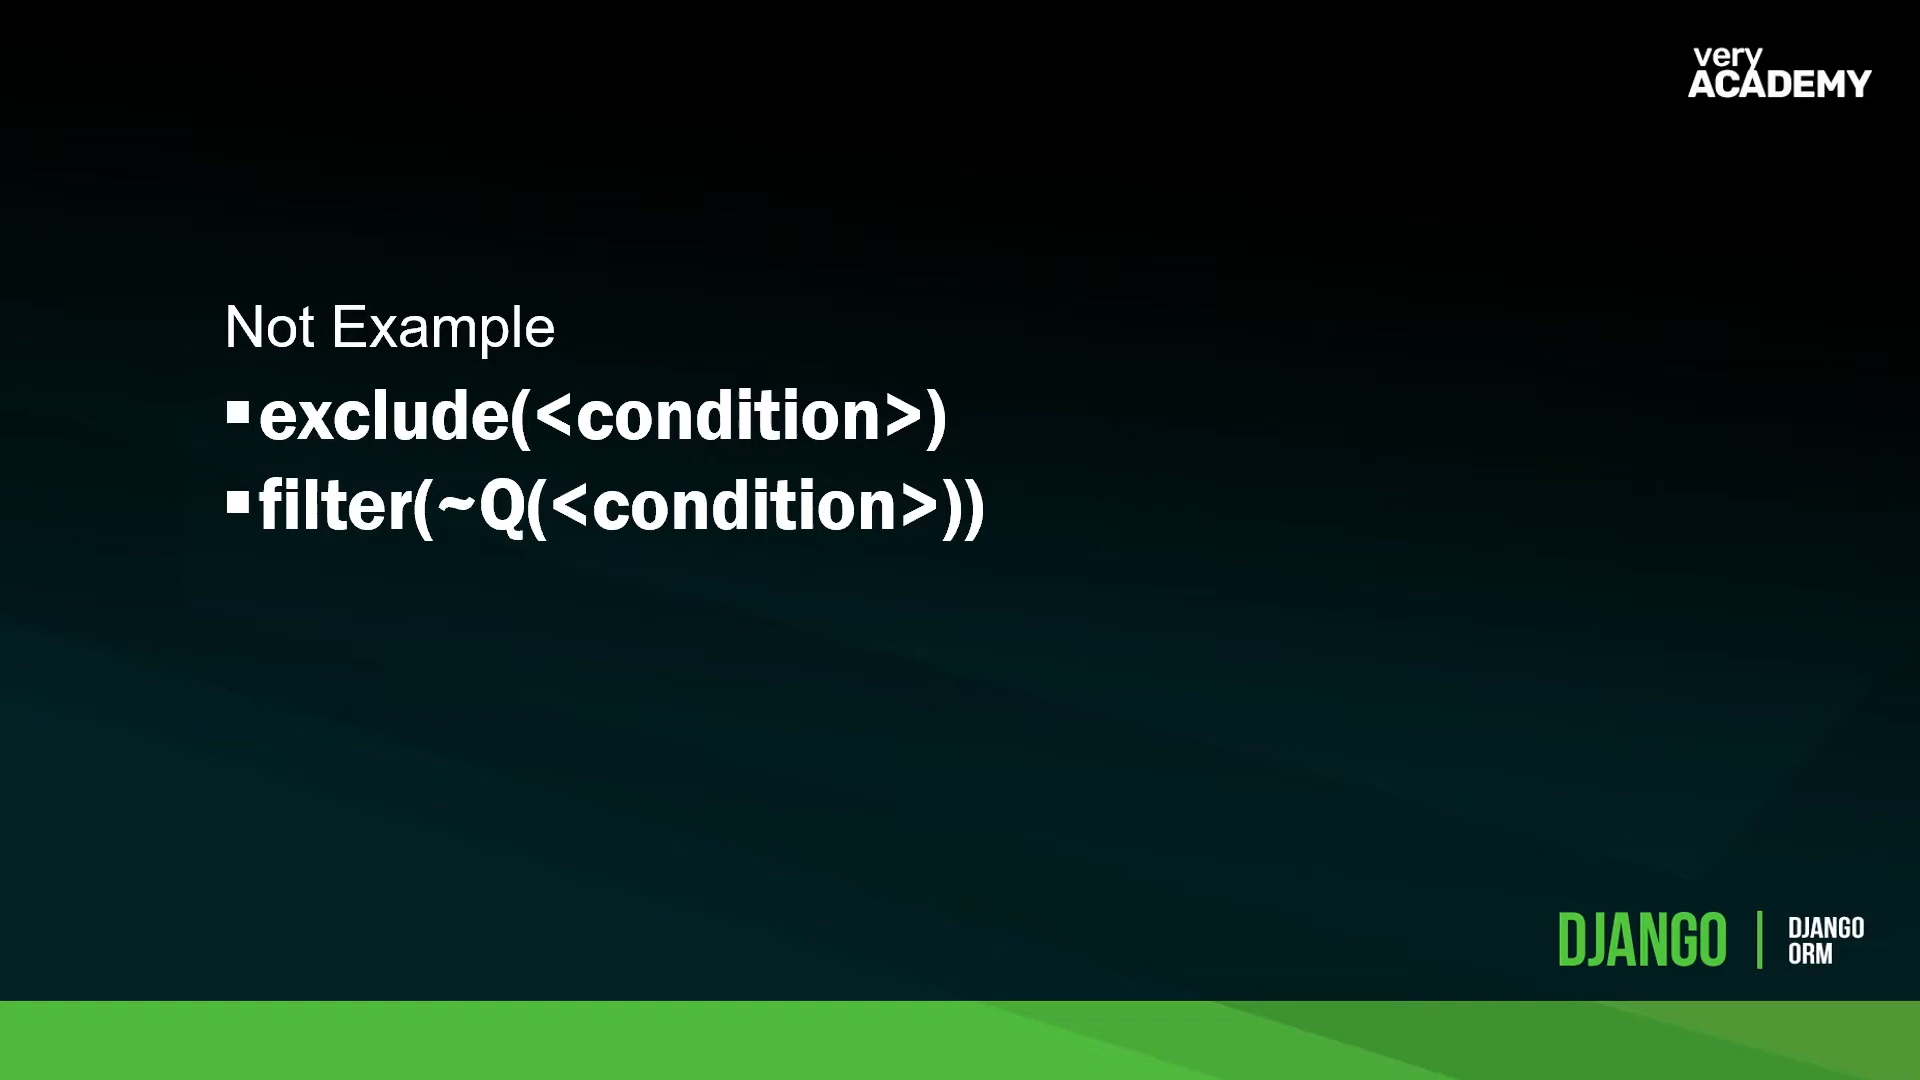 very
ACADEMY
Not Example
▪exclude(<condition>)
▪filter(~Q(<condition>))
DJANGO | DJANGO
ORM